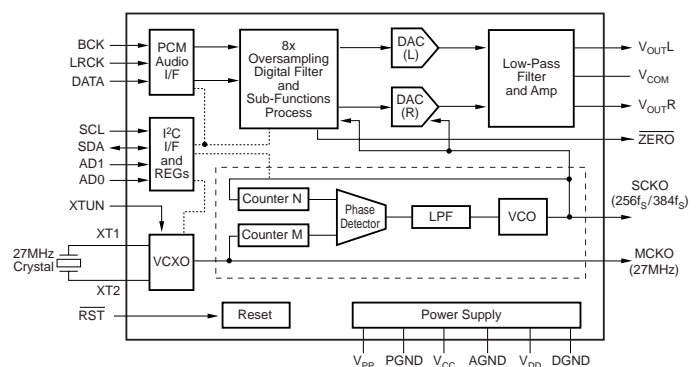 BCK
LRCK
DATA
PCM
Audio
I/F
8x
Oversampling
Digital Filter
and
Sub-Functions
Process
DAC
(L)
DAC
(R)
Low-Pass
Filter
and Amp
VOUTL
VCOM
VOUTR
ZERO
SCL
SDA
AD1
AD0
I2C
I/F
and
REGs
XTUN
XT1
27MHz
Crystal
XT2
VCXO
Counter N
Counter M
Phase
Detector
LPF
VCO
SCKO
(256fS/384fS)
MCKO
(27MHz)
RST
Reset
Power Supply
VPP PGND VCC AGND VDD DGND